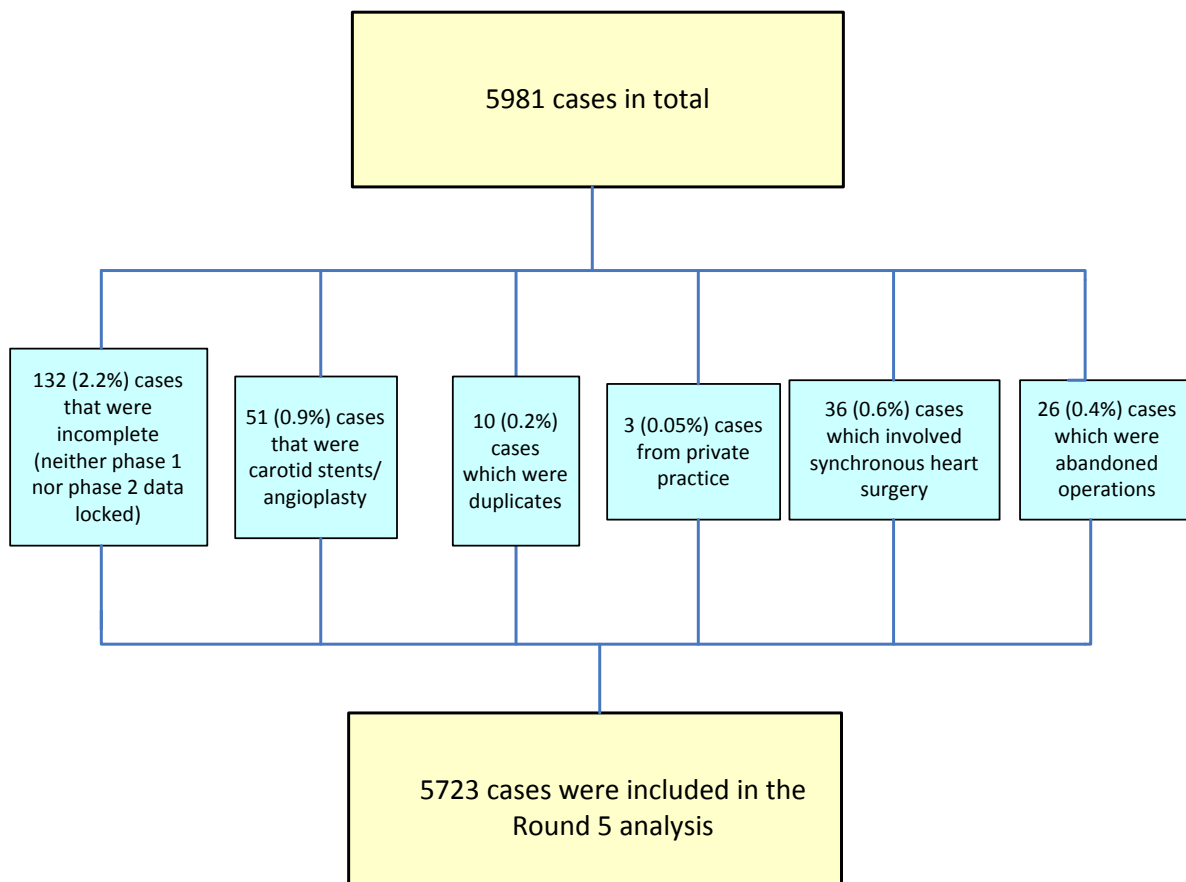 5981 cases in total
132 (2.2%) cases
that were
incomplete
(neither phase 1
nor phase 2 data
locked)
51 (0.9%) cases
that were
carotid stents/
angioplasty
10 (0.2%)
cases
which were
duplicates
3 (0.05%) cases
from private
practice
36 (0.6%) cases
which involved
synchronous heart
surgery
26 (0.4%) cases
which were
abandoned
operations
5723 cases were included in the
Round 5 analysis